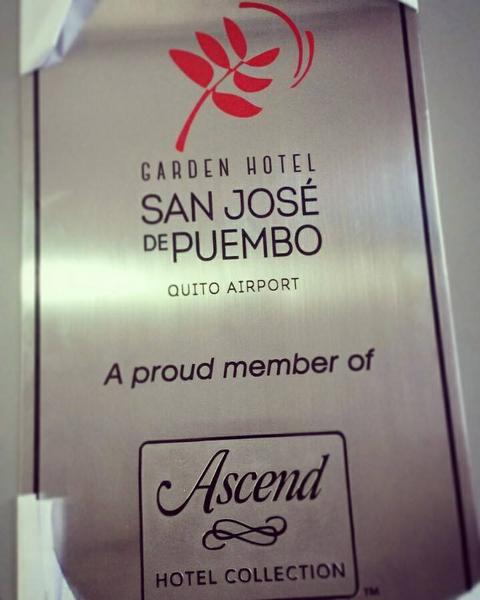 GARDEN HOTEL
SAN JOSÉ
DE PUEMBO
QUITO AIRPORT
A proud member of
Ascend
HOTEL COLLECTION
TM